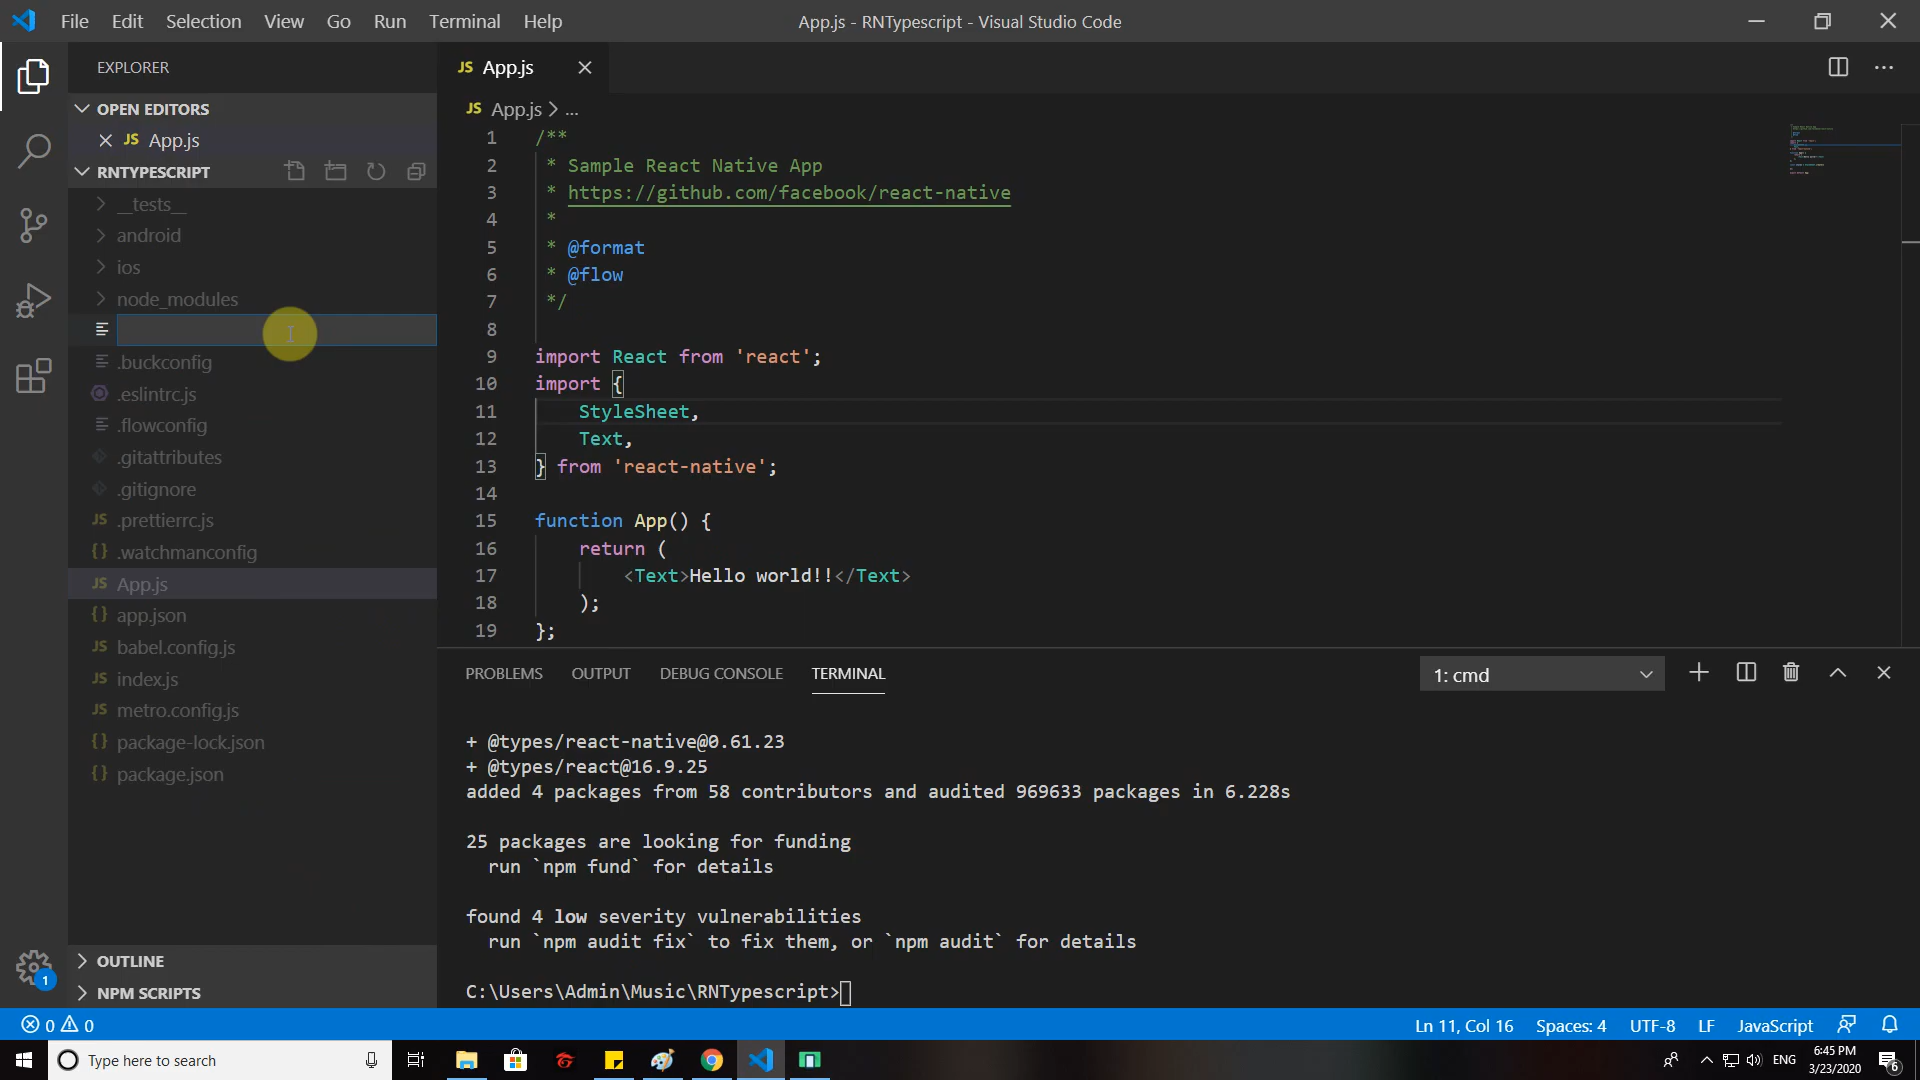 File Edit Selection View Go Run Terminal Help
App.js - RNTypescript - Visual Studio Code
EXPLORER
OPEN EDITORS
JS App.js
RNTYPESCRIPT
__tests__
android
ios
node_modules
.buckconfig
.eslintrc.js
.flowconfig
.gitattributes
.gitignore
JS .prettierrc.js
{} .watchmanconfig
JS App.js
{} app.json
JS babel.config.js
JS index.js
JS metro.config.js
{} package-lock.json
{} package.json
OUTLINE
NPM SCRIPTS
1
JS App.js
JS App.js > ...
1 /**
2 * Sample React Native App
3 * https://github.com/facebook/react-native
4 *
5 * @format
6 * @flow
7 */
8
9 import React from 'react';
10 import {
11 StyleSheet,
12 Text,
13 } from 'react-native';
14
15 function App() {
16 return (
17 <Text>Hello world!!</Text>
18 );
19 };
PROBLEMS OUTPUT DEBUG CONSOLE TERMINAL
1: cmd
+ @types/react-native@0.61.23
+ @types/react@16.9.25
added 4 packages from 58 contributors and audited 969633 packages in 6.228s
25 packages are looking for funding
run `npm fund` for details
found 4 low severity vulnerabilities
run `npm audit fix` to fix them, or `npm audit` for details
C:\Users\Admin\Music\RNTypescript>
0 0
Ln 11, Col 16 Spaces: 4 UTF-8 LF JavaScript
Type here to search
ENG
6:45 PM
3/23/2020
6